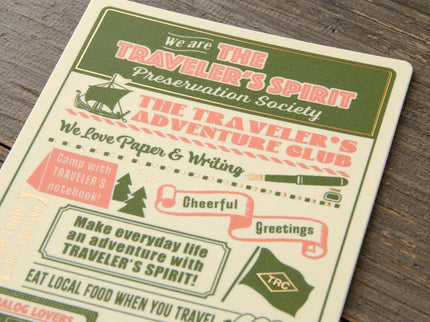 We are THE
TRAVELER'S SPIRIT
Preservation Society
THE TRAVELER'S
ADVENTURE CLUB
We Love Paper & Writing
Camp with
TRAVELER'S
notebook!
Cheerful
Greetings
Make everyday life
an adventure with
TRAVELER'S SPIRIT!
TRC
EAT LOCAL FOOD WHEN YOU TRAVEL
ANALOG LOVERS